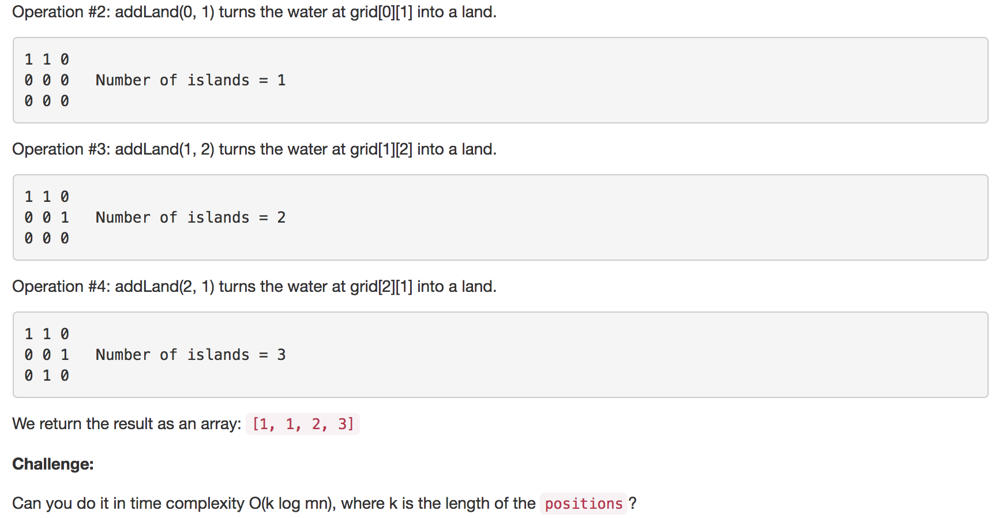 Operation #2: addLand(0, 1) turns the water at grid[0][1] into a land.
1 1 0
0 0 0   Number of islands = 1
0 0 0
Operation #3: addLand(1, 2) turns the water at grid[1][2] into a land.
1 1 0
0 0 1   Number of islands = 2
0 0 0
Operation #4: addLand(2, 1) turns the water at grid[2][1] into a land.
1 1 0
0 0 1   Number of islands = 3
0 1 0
We return the result as an array: [1, 1, 2, 3]
Challenge:
Can you do it in time complexity O(k log mn), where k is the length of the positions?